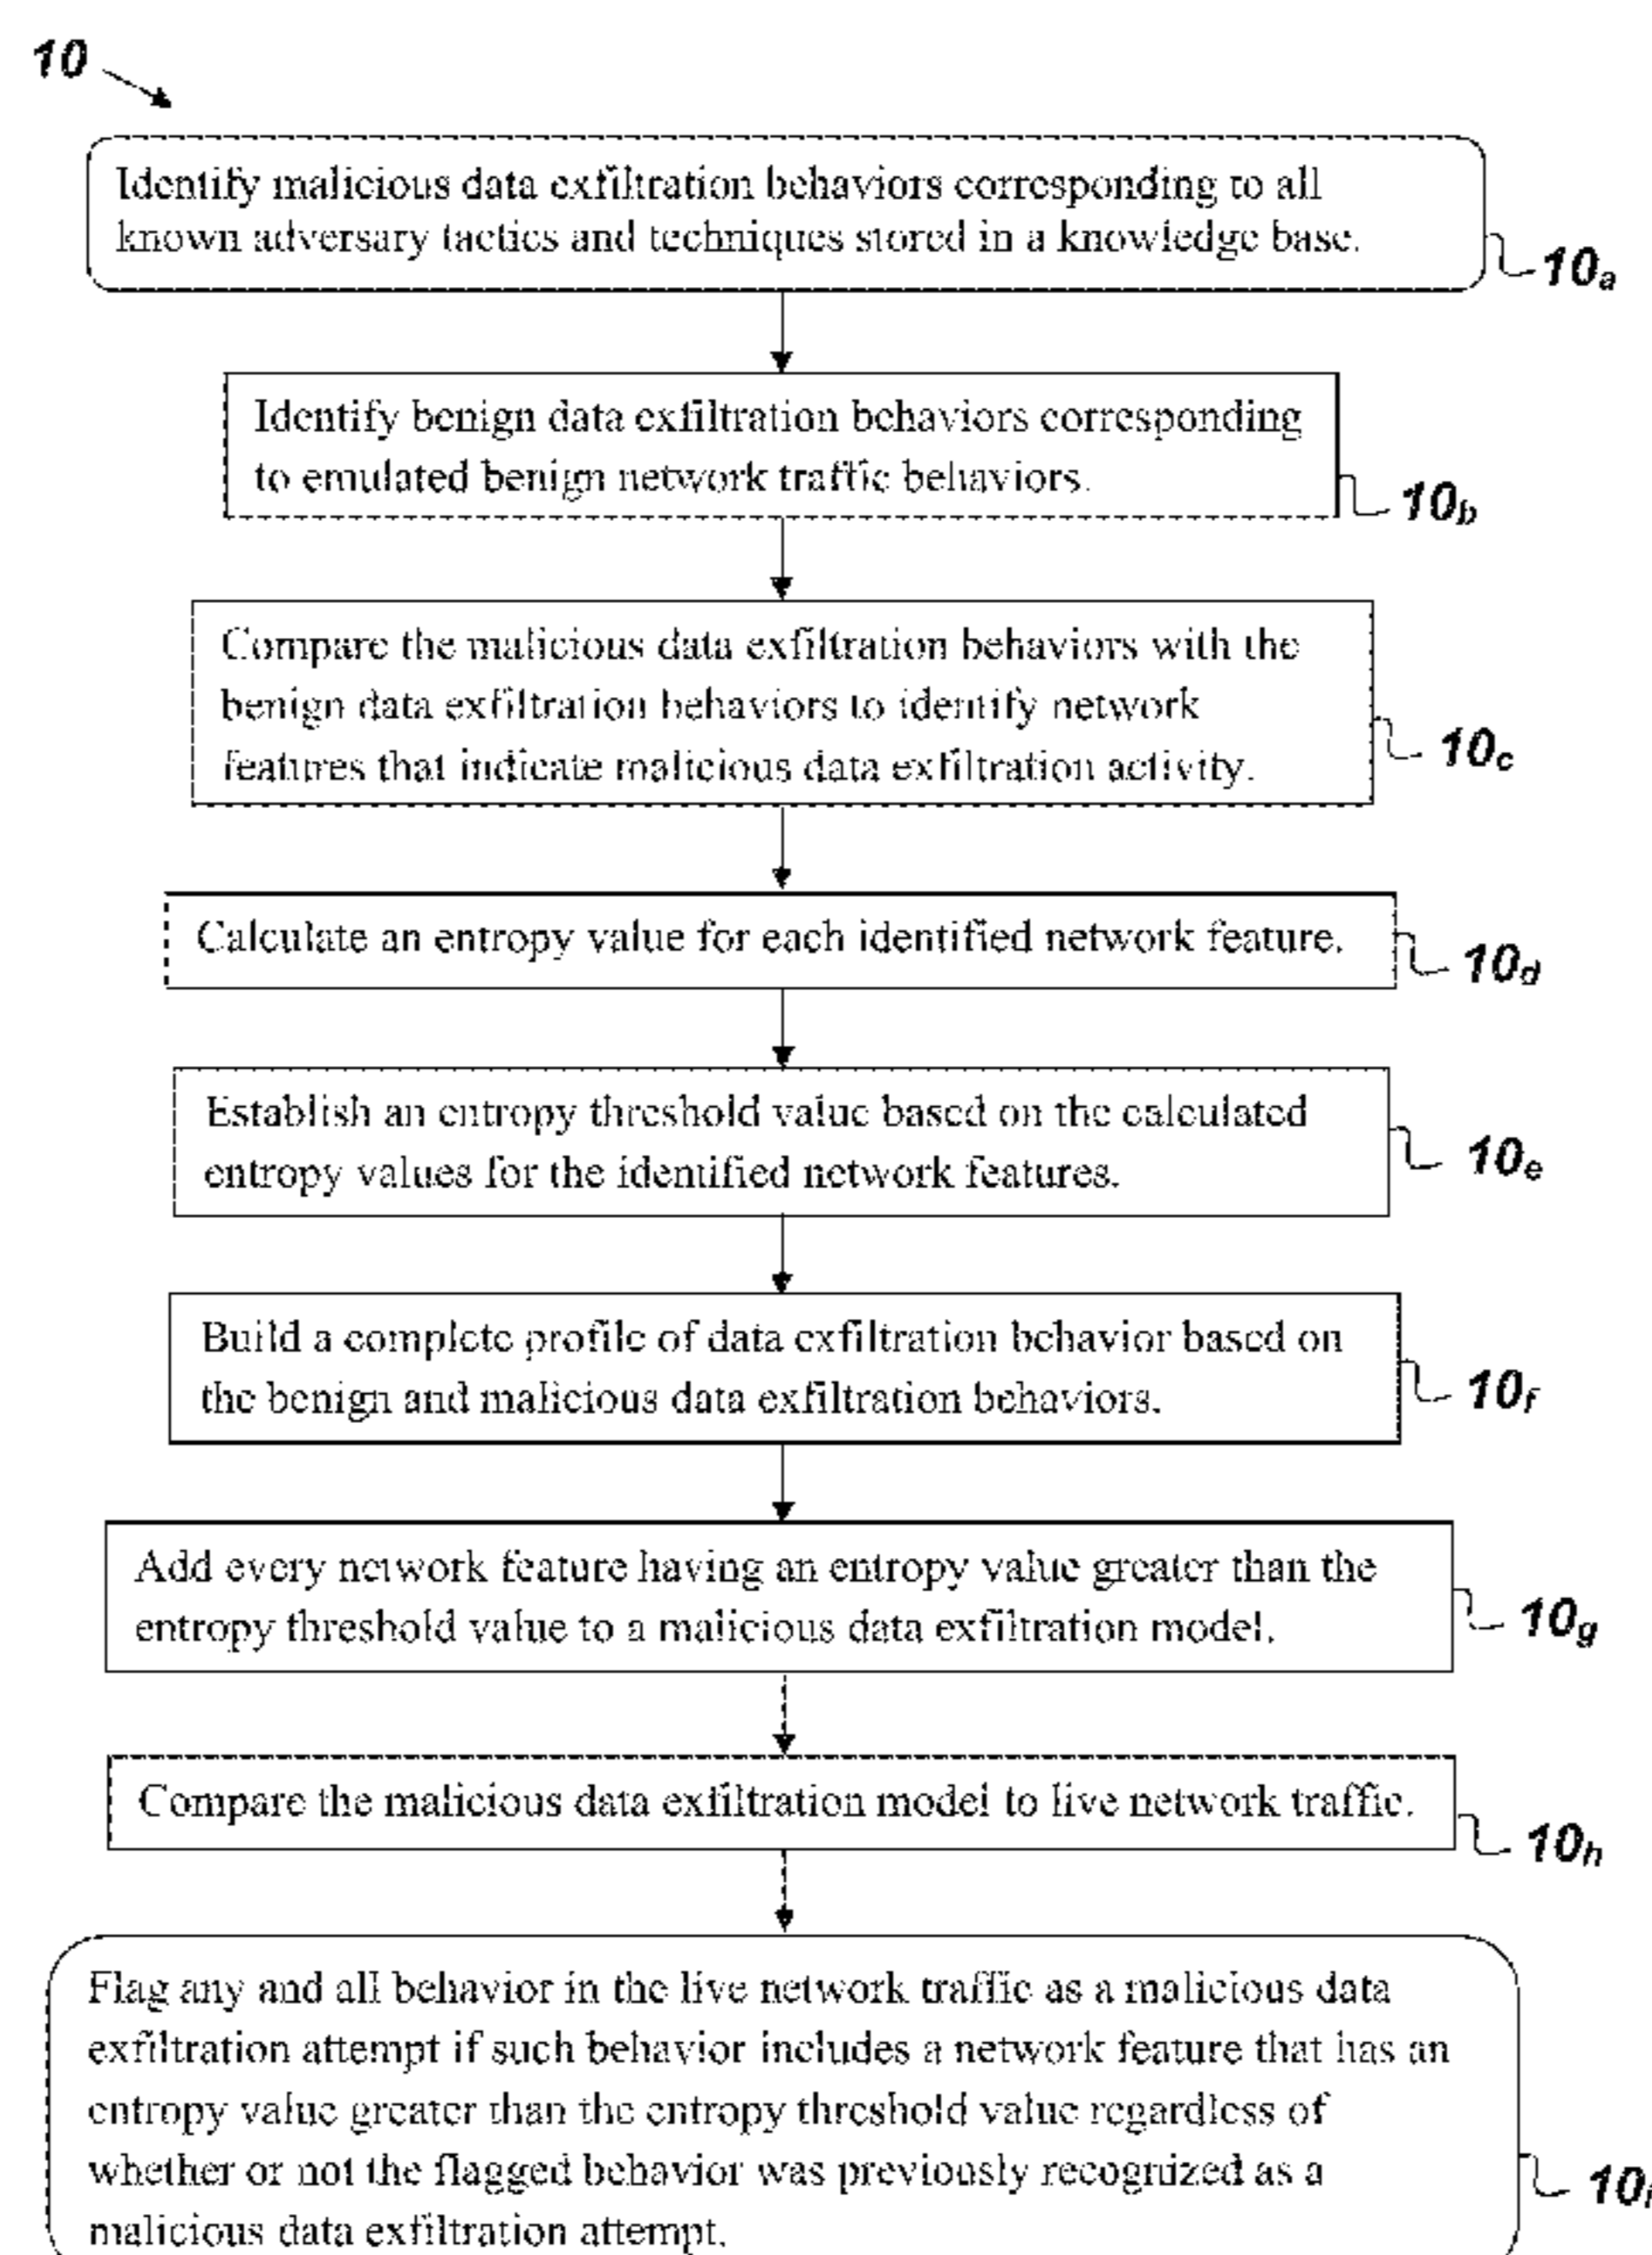 10
Identify malicious data exfiltration behaviors corresponding to all
known adversary tactics and techniques stored in a knowledge base.
10a
Identify benign data exfiltration behaviors corresponding
to emulated benign network traffic behaviors.
10b
Compare the malicious data exfiltration behaviors with the
benign data exfiltration behaviors to identify network
features that indicate malicious data exfiltration activity.
10c
Calculate an entropy value for each identified network feature.
10d
Establish an entropy threshold value based on the calculated
entropy values for the identified network features.
10e
Build a complete profile of data exfiltration behavior based on
the benign and malicious data exfiltration behaviors.
10f
Add every network feature having an entropy value greater than the
entropy threshold value to a malicious data exfiltration model.
10g
Compare the malicious data exfiltration model to live network traffic.
10h
Flag any and all behavior in the live network traffic as a malicious data
exfiltration attempt if such behavior includes a network feature that has an
entropy value greater than the entropy threshold value regardless of
whether or not the flagged behavior was previously recognized as a
malicious data exfiltration attempt.
10i